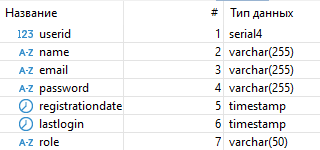 Название # Тип данных
123 userid 1 serial4
A-Z name 2 varchar(255)
A-Z email 3 varchar(255)
A-Z password 4 varchar(255)
registrationdate 5 timestamp
lastlogin 6 timestamp
A-Z role 7 varchar(50)